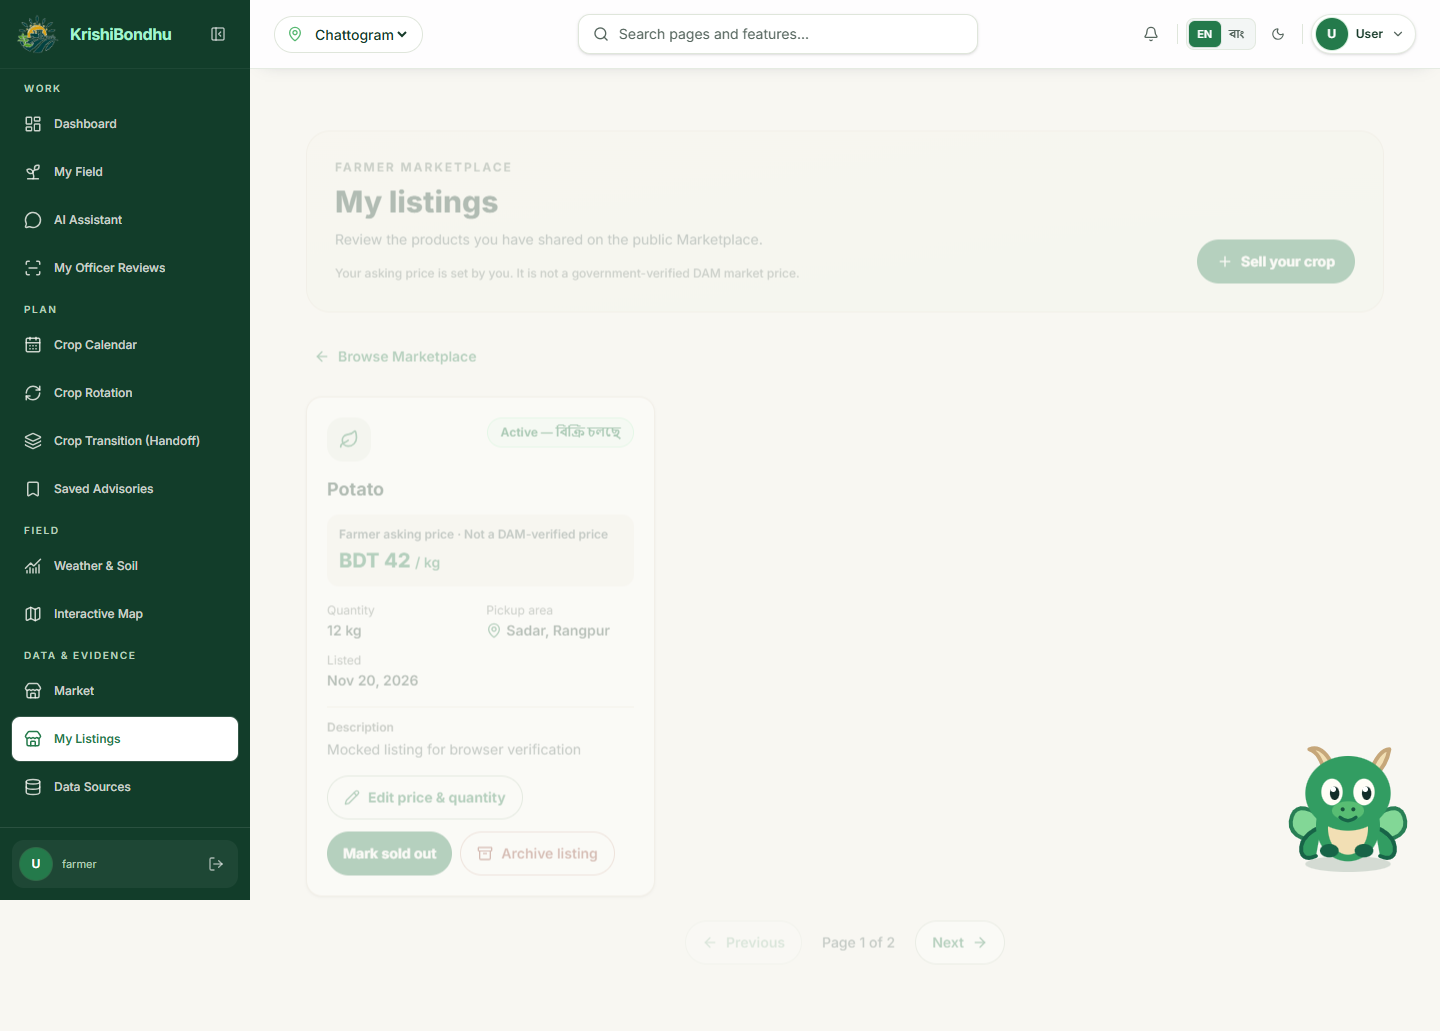 KrishiBondhu
Chattogram
Search pages and features...
EN
বাং
U
User
WORK
Dashboard
My Field
AI Assistant
My Officer Reviews
PLAN
Crop Calendar
Crop Rotation
Crop Transition (Handoff)
Saved Advisories
FIELD
Weather & Soil
Interactive Map
DATA & EVIDENCE
Market
My Listings
Data Sources
U
farmer
FARMER MARKETPLACE
My listings
Review the products you have shared on the public Marketplace.
Your asking price is set by you. It is not a government-verified DAM market price.
Sell your crop
Browse Marketplace
Active — বিক্রি চলছে
Potato
Farmer asking price · Not a DAM-verified price
BDT 42 / kg
Quantity
12 kg
Pickup area
Sadar, Rangpur
Listed
Nov 20, 2026
Description
Mocked listing for browser verification
Edit price & quantity
Mark sold out
Archive listing
Previous
Page 1 of 2
Next